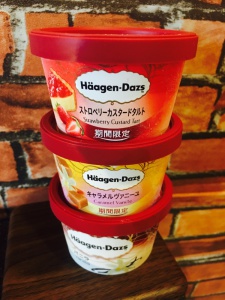 Häagen-Dazs
ストロベリーカスタードタルト
Strawberry Custard Tart
期間限定
Häagen-Dazs
キャラメルヴァニーユ
Caramel Vanille
期間限定
Häagen-Dazs